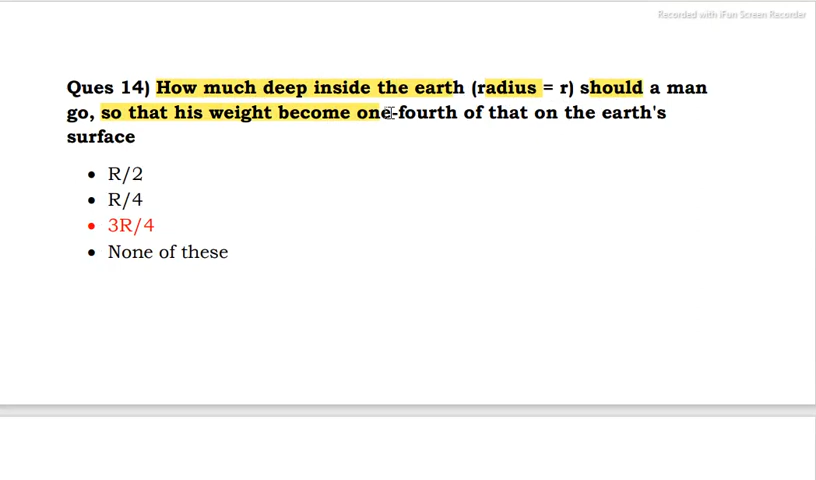 Recorded with iFun Screen Recorder
Ques 14) How much deep inside the earth (radius = r) should a man
go, so that his weight become one-fourth of that on the earth's
surface
• R/2
• R/4
• 3R/4
• None of these